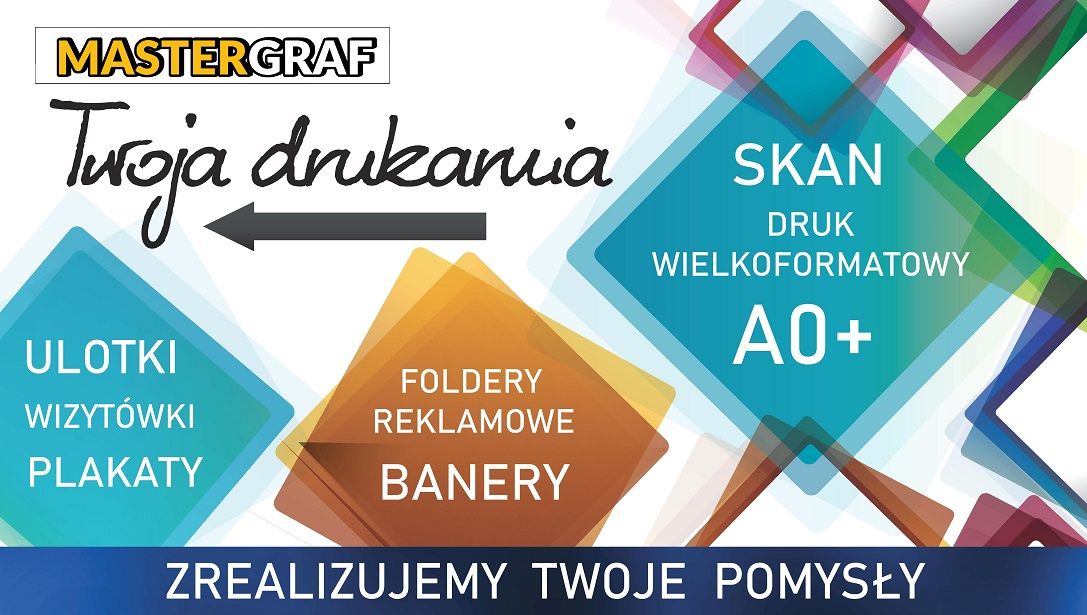 MASTERGRAF
Twoja drukarnia
SKAN
DRUK
WIELKOFORMATOWY
A0+
ULOTKI
WIZYTÓWKI
PLAKATY
FOLDERY
REKLAMOWE
BANERY
ZREALIZUJEMY TWOJE POMYSŁY